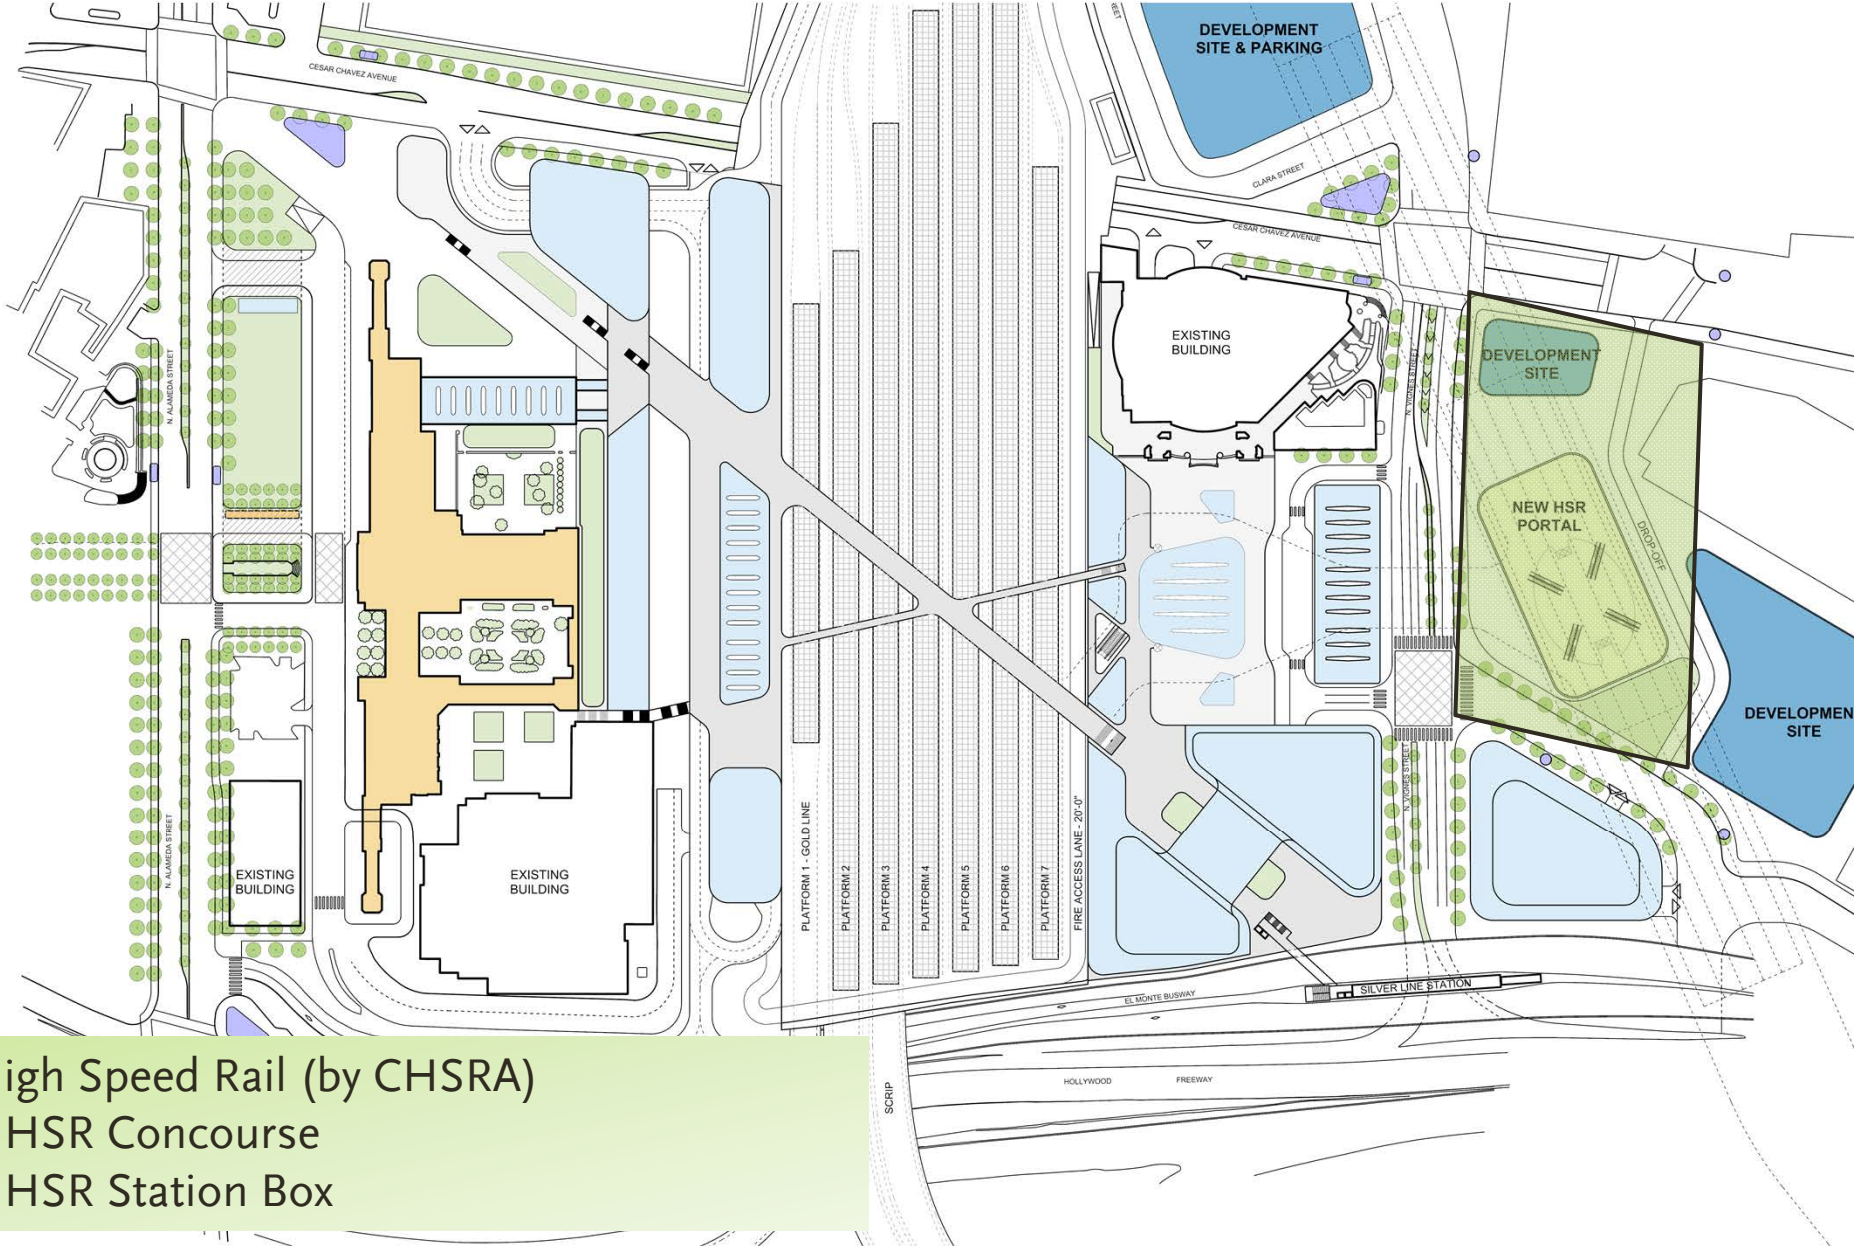 DEVELOPMENT
SITE & PARKING
CESAR CHAVEZ AVENUE
CLARA STREET
CESAR CHAVEZ AVENUE
EXISTING
BUILDING
DEVELOPMENT
SITE
N. ALAMEDA STREET
N. VIGNES STREET
NEW HSR
PORTAL
DROP-OFF
DEVELOPMEN
SITE
N. VIGNES STREET
N. ALAMEDA STREET
EXISTING
BUILDING
EXISTING
BUILDING
PLATFORM 1 - GOLD LINE
PLATFORM 2
PLATFORM 3
PLATFORM 4
PLATFORM 5
PLATFORM 6
PLATFORM 7
FIRE ACCESS LANE - 20'-0"
EL MONTE BUSWAY
SILVER LINE STATION
HOLLYWOOD FREEWAY
SCRIP
igh Speed Rail (by CHSRA)
HSR Concourse
HSR Station Box